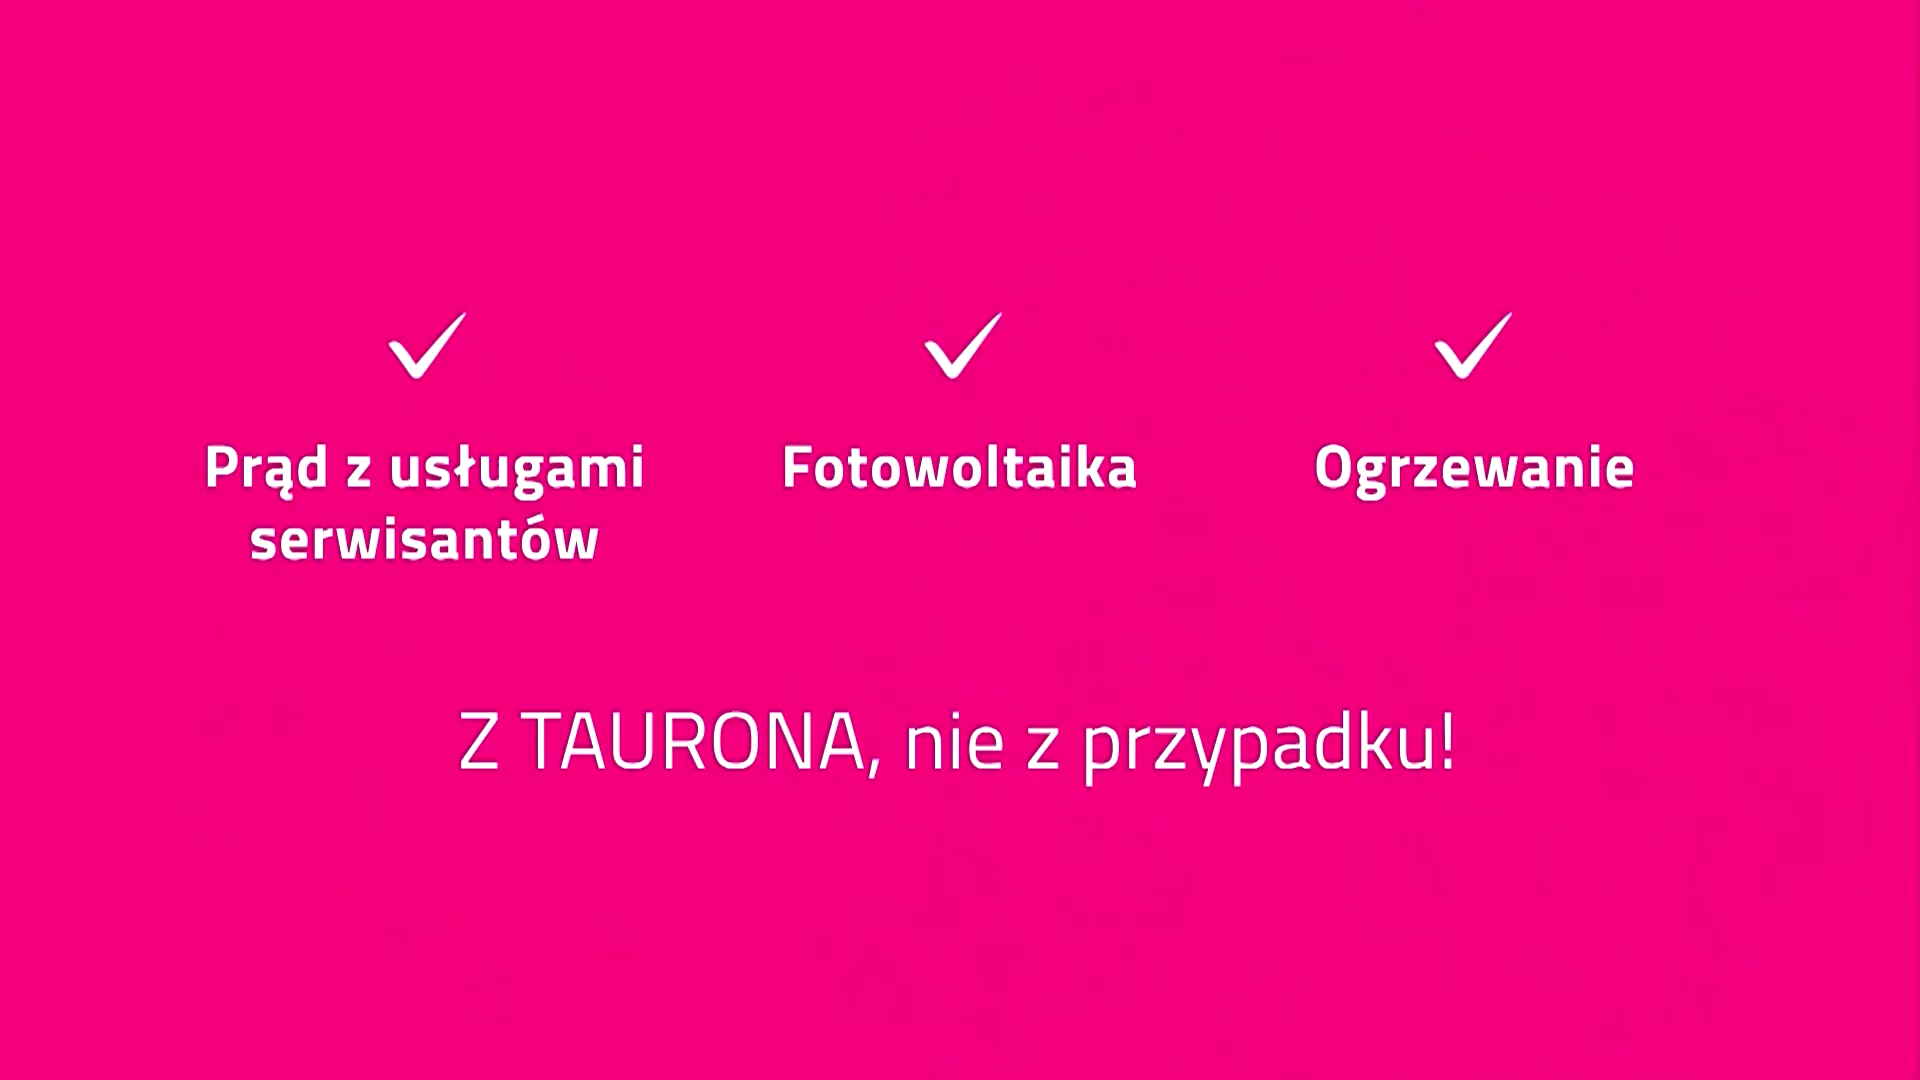 Prąd z usługami
serwisantów
Fotowoltaika
Ogrzewanie
Z TAURONA, nie z przypadku!